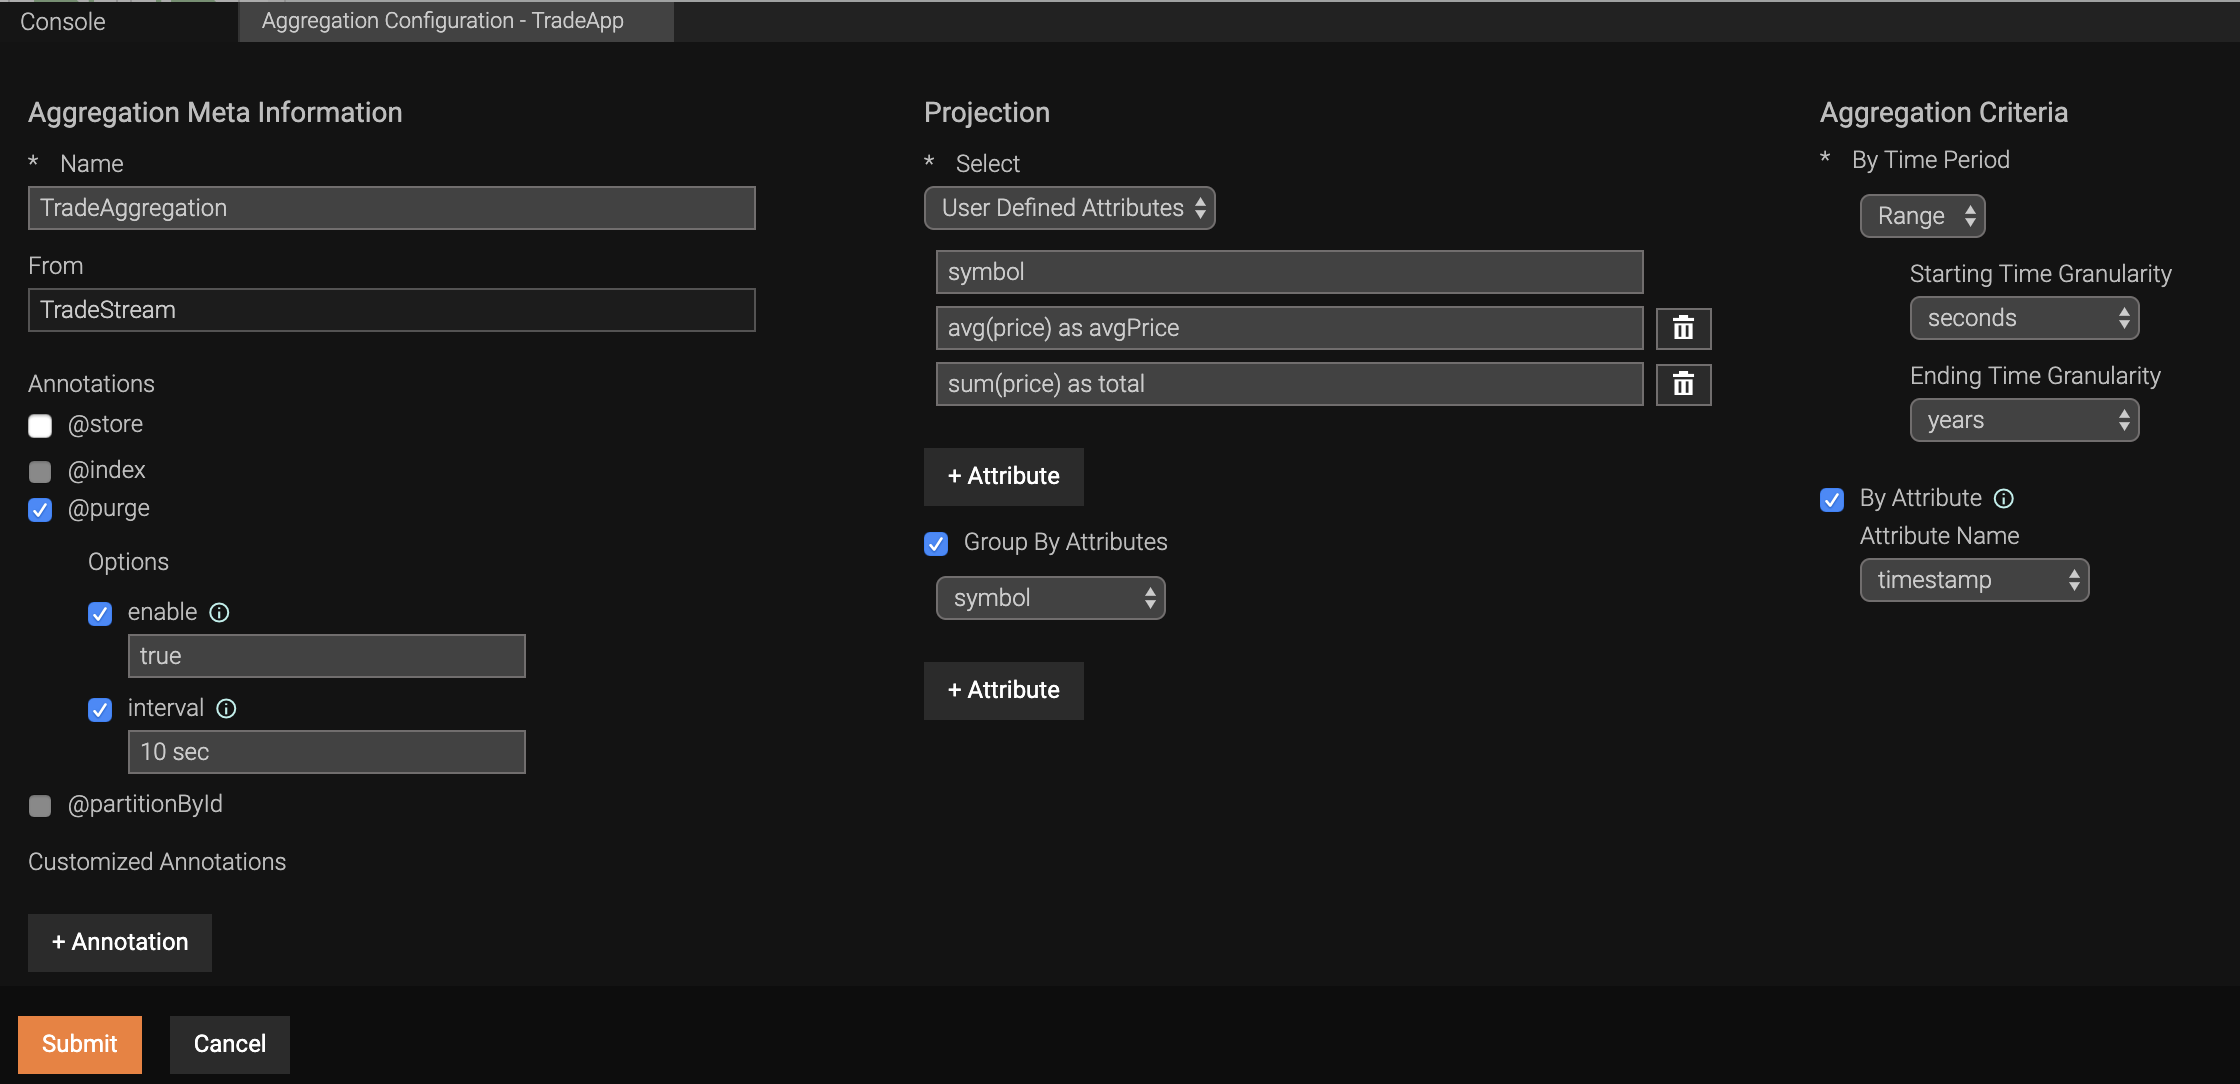 Console
Aggregation Configuration - TradeApp
Aggregation Meta Information
* Name
TradeAggregation
From
TradeStream
Annotations
@store
@index
@purge
Options
enable
true
interval
10 sec
@partitionById
Customized Annotations
+ Annotation
Projection
* Select
User Defined Attributes
symbol
avg(price) as avgPrice
sum(price) as total
+ Attribute
Group By Attributes
symbol
+ Attribute
Aggregation Criteria
* By Time Period
Range
Starting Time Granularity
seconds
Ending Time Granularity
years
By Attribute
Attribute Name
timestamp
Submit
Cancel